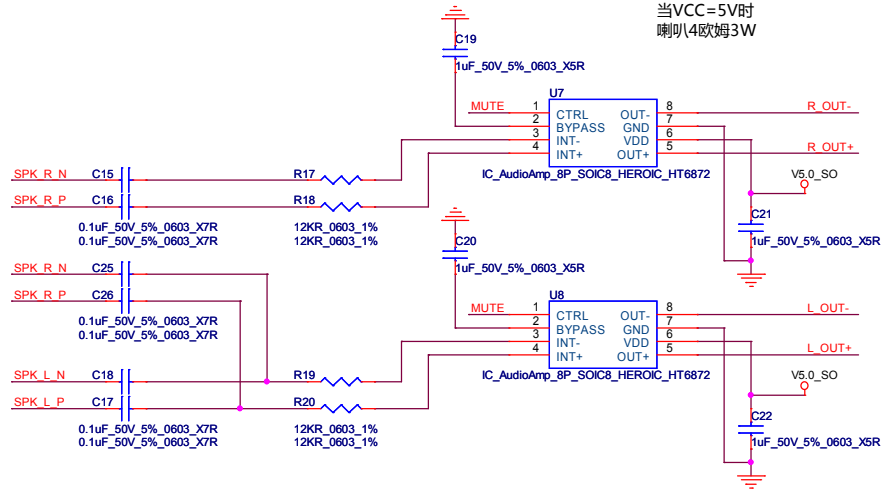 当VCC=5V时
喇叭4欧姆3W
C19
1uF_50V_5%_0603_X5R
U7
MUTE 1 CTRL OUT- 8 R_OUT-
2 BYPASS GND 7
3 INT- VDD 6
4 INT+ OUT+ 5 R_OUT+
IC_AudioAmp_8P_SOIC8_HEROIC_HT6872
V5.0_SO
SPK_R_N C15 R17
SPK_R_P C16 R18
0.1uF_50V_5%_0603_X7R 12KR_0603_1%
0.1uF_50V_5%_0603_X7R 12KR_0603_1%
C21
1uF_50V_5%_0603_X5R
C20
1uF_50V_5%_0603_X5R
SPK_R_N C25
SPK_R_P C26
0.1uF_50V_5%_0603_X7R
0.1uF_50V_5%_0603_X7R
U8
MUTE 1 CTRL OUT- 8 L_OUT-
2 BYPASS GND 7
3 INT- VDD 6
4 INT+ OUT+ 5 L_OUT+
IC_AudioAmp_8P_SOIC8_HEROIC_HT6872
V5.0_SO
SPK_L_N C18 R19
SPK_L_P C17 R20
0.1uF_50V_5%_0603_X7R 12KR_0603_1%
0.1uF_50V_5%_0603_X7R 12KR_0603_1%
C22
1uF_50V_5%_0603_X5R